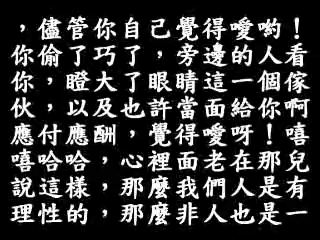 ，儘管你自己覺得噯喲！
你偷了巧了，旁邊的人看
你，瞪大了眼睛這一個傢
伙，以及也許當面給你啊
應付應酬，覺得噯呀！嘻
嘻哈哈，心裡面老在那兒
說這樣，那麼我們人是有
理性的，那麼非人也是一